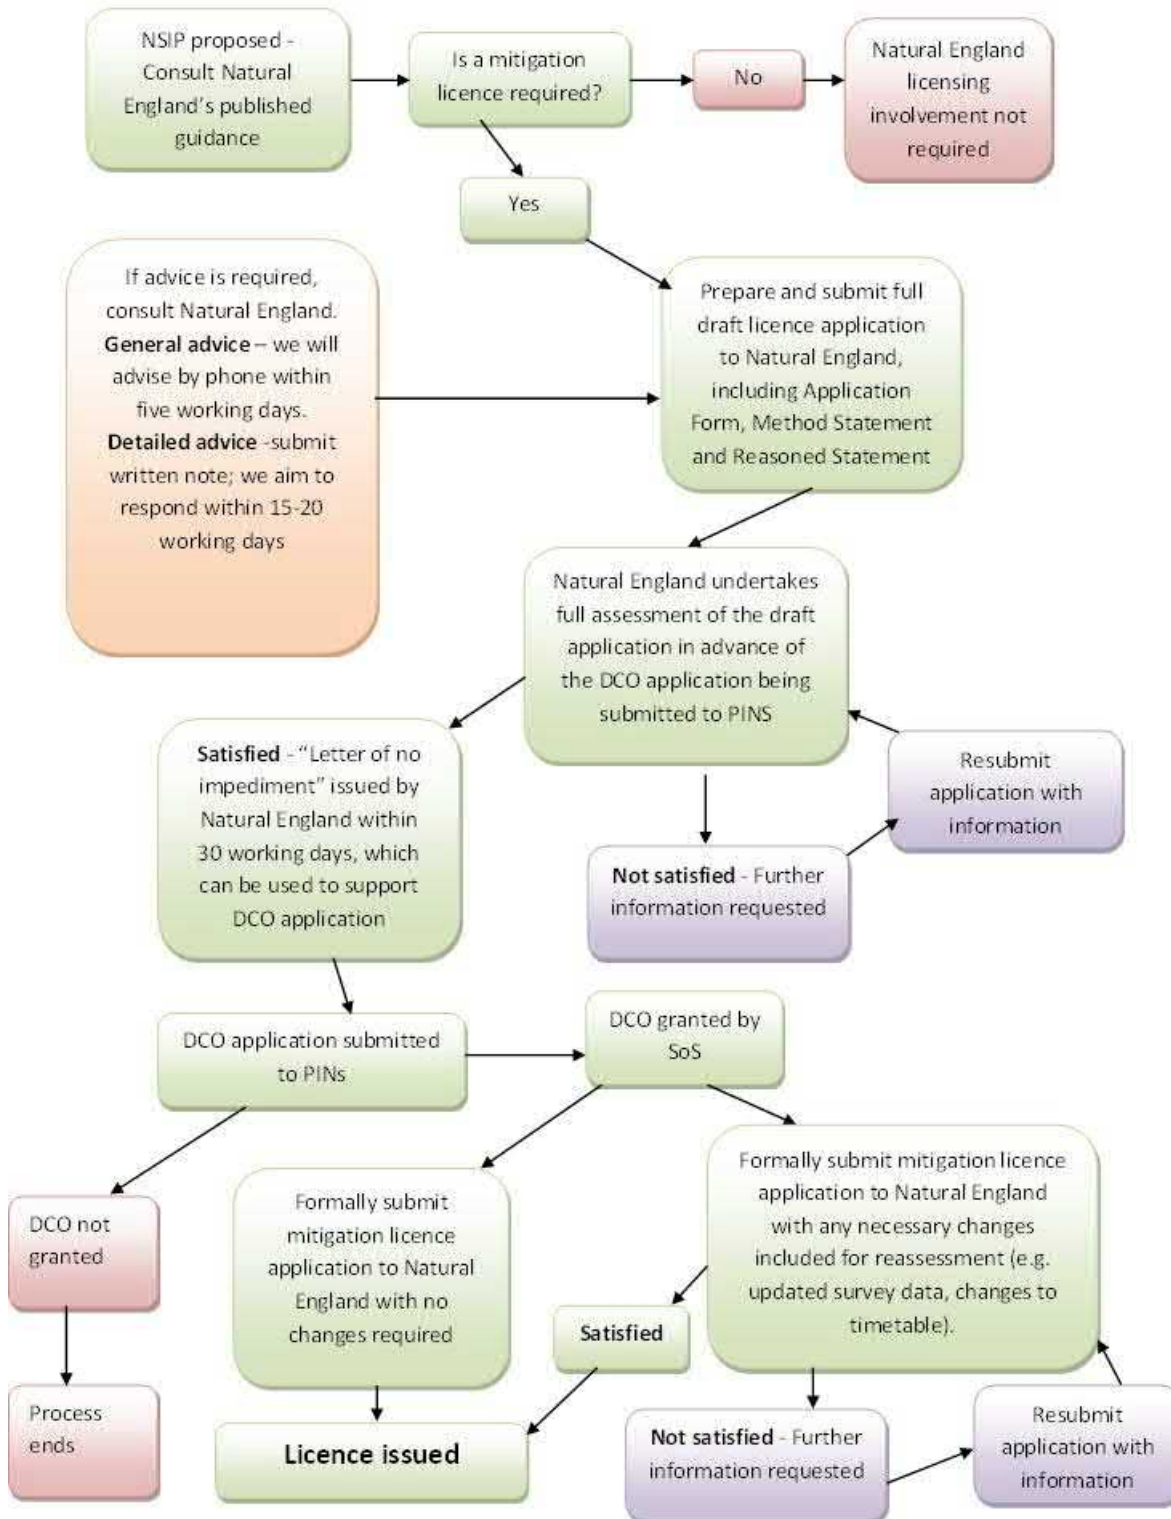 NSIP proposed -
Consult Natural
England's published
guidance
Is a mitigation
licence required?
No
Natural England
licensing
involvement not
required
Yes
If advice is required,
consult Natural England.
General advice – we will
advise by phone within
five working days.
Detailed advice -submit
written note; we aim to
respond within 15-20
working days
Prepare and submit full
draft licence application
to Natural England,
including Application
Form, Method Statement
and Reasoned Statement
Natural England undertakes
full assessment of the draft
application in advance of
the DCO application being
submitted to PINS
Satisfied - “Letter of no
impediment” issued by
Natural England within
30 working days, which
can be used to support
DCO application
Resubmit
application with
information
Not satisfied - Further
information requested
DCO application submitted
to PINs
DCO granted by
SoS
DCO not
granted
Process
ends
Formally submit
mitigation licence
application to Natural
England with no
changes required
Formally submit mitigation licence
application to Natural England
with any necessary changes
included for reassessment (e.g.
updated survey data, changes to
timetable).
Satisfied
Licence issued
Not satisfied - Further
information requested
Resubmit
application with
information